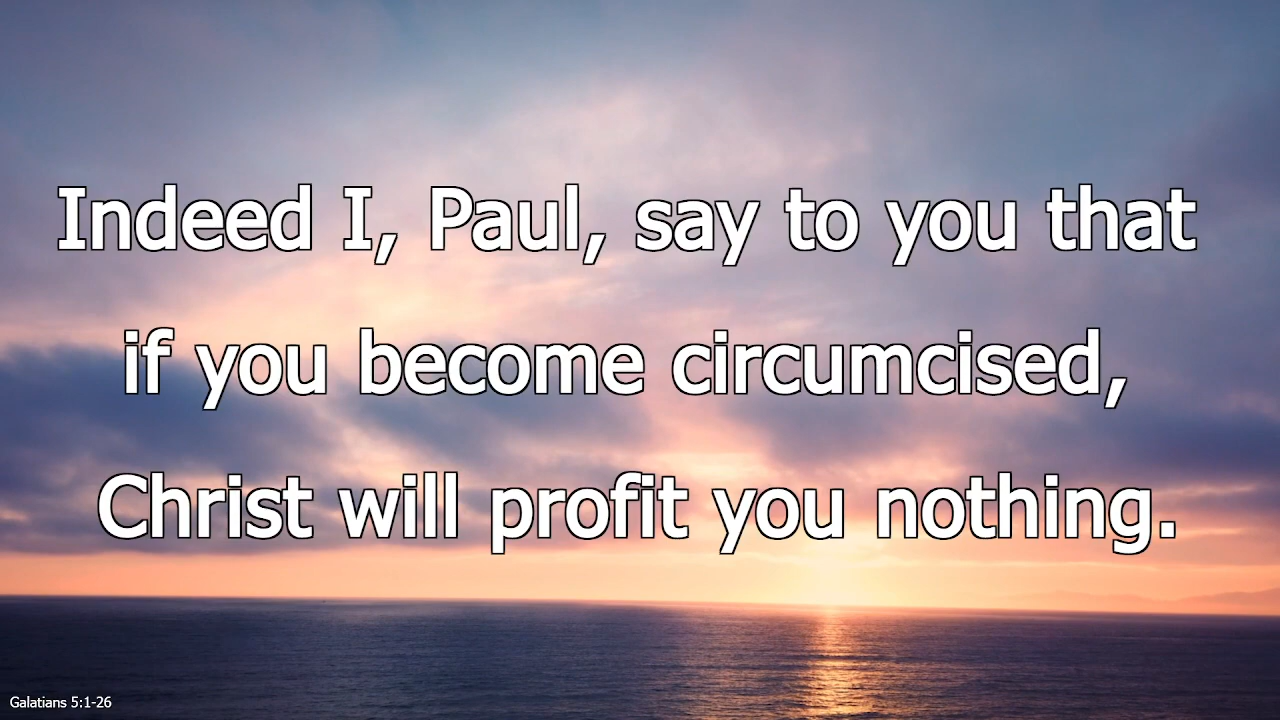 Indeed I, Paul, say to you that
if you become circumcised,
Christ will profit you nothing.
Galatians 5:1-26